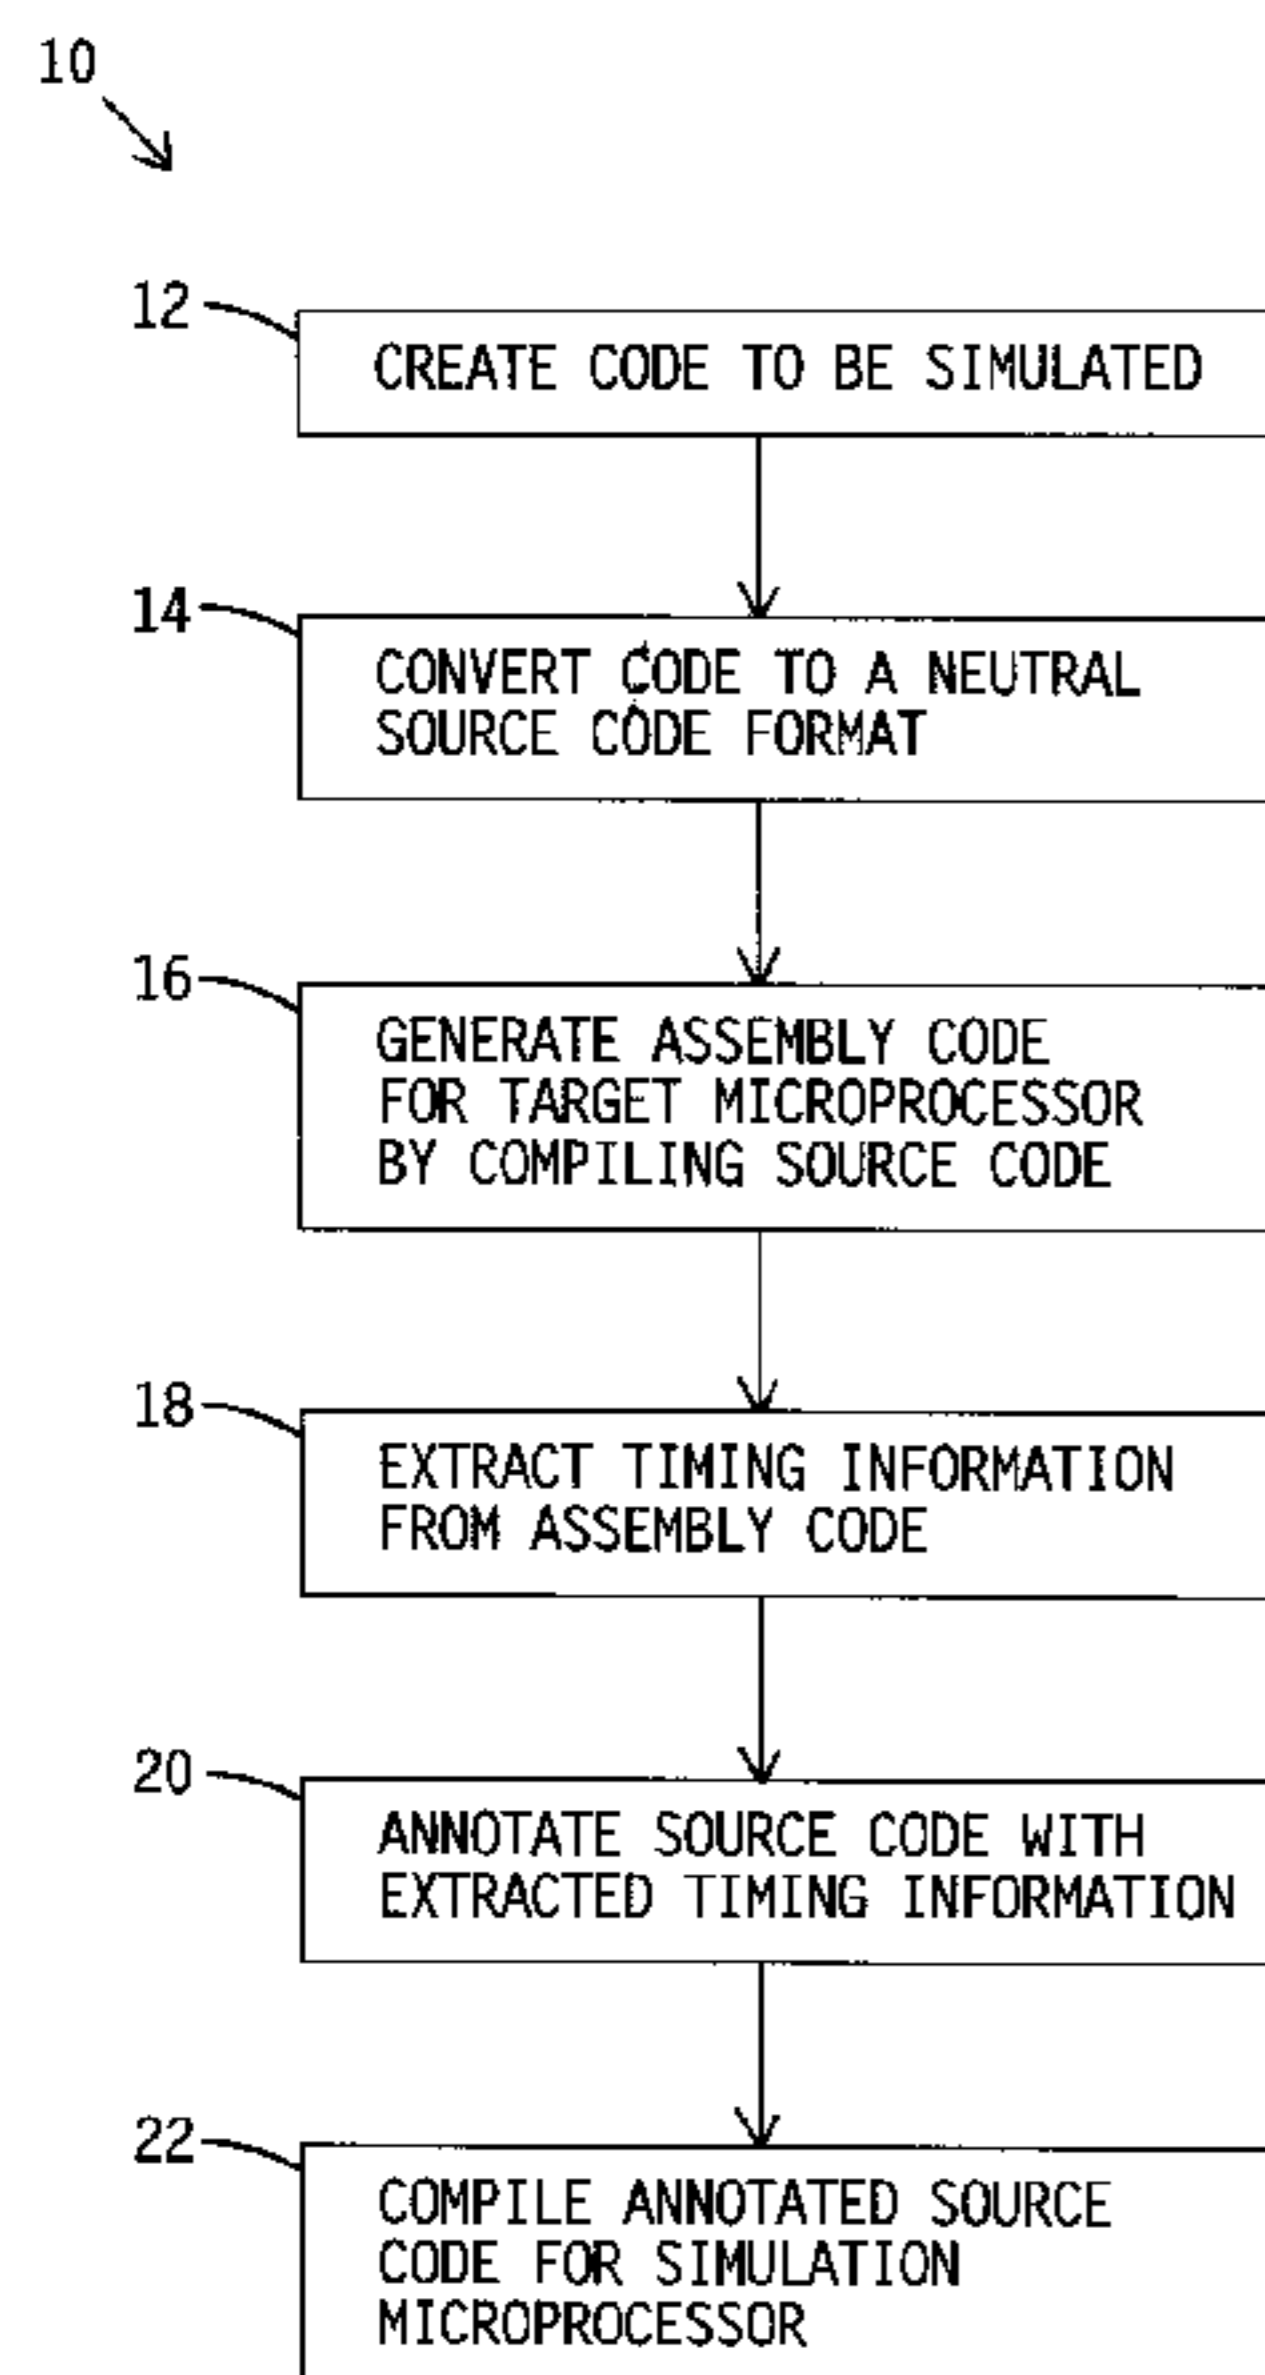 10
12
CREATE CODE TO BE SIMULATED
14
CONVERT CODE TO A NEUTRAL
SOURCE CODE FORMAT
16
GENERATE ASSEMBLY CODE
FOR TARGET MICROPROCESSOR
BY COMPILING SOURCE CODE
18
EXTRACT TIMING INFORMATION
FROM ASSEMBLY CODE
20
ANNOTATE SOURCE CODE WITH
EXTRACTED TIMING INFORMATION
22
COMPILE ANNOTATED SOURCE
CODE FOR SIMULATION
MICROPROCESSOR